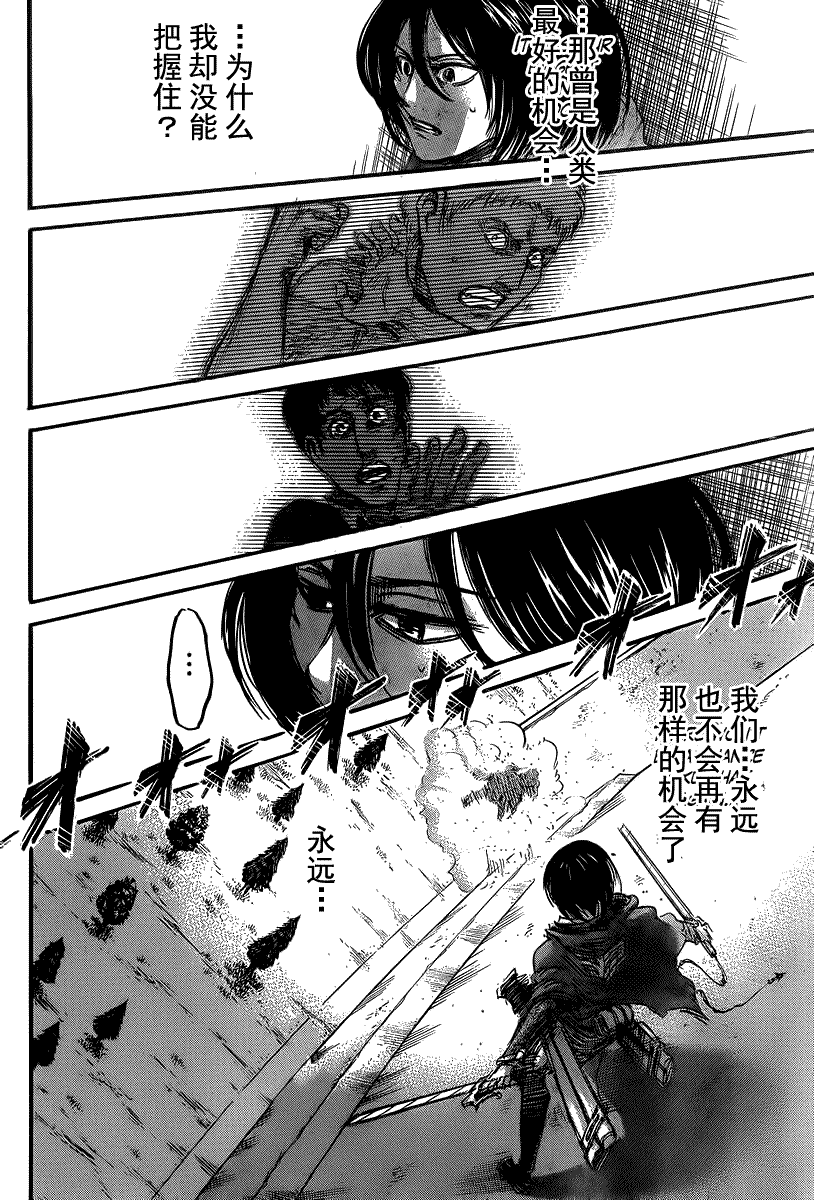 …那曾是人类
最好的机会…
…为什么
我却没能
把握住？
…
我们…永远
也不会再有
那样的机会了
永远…